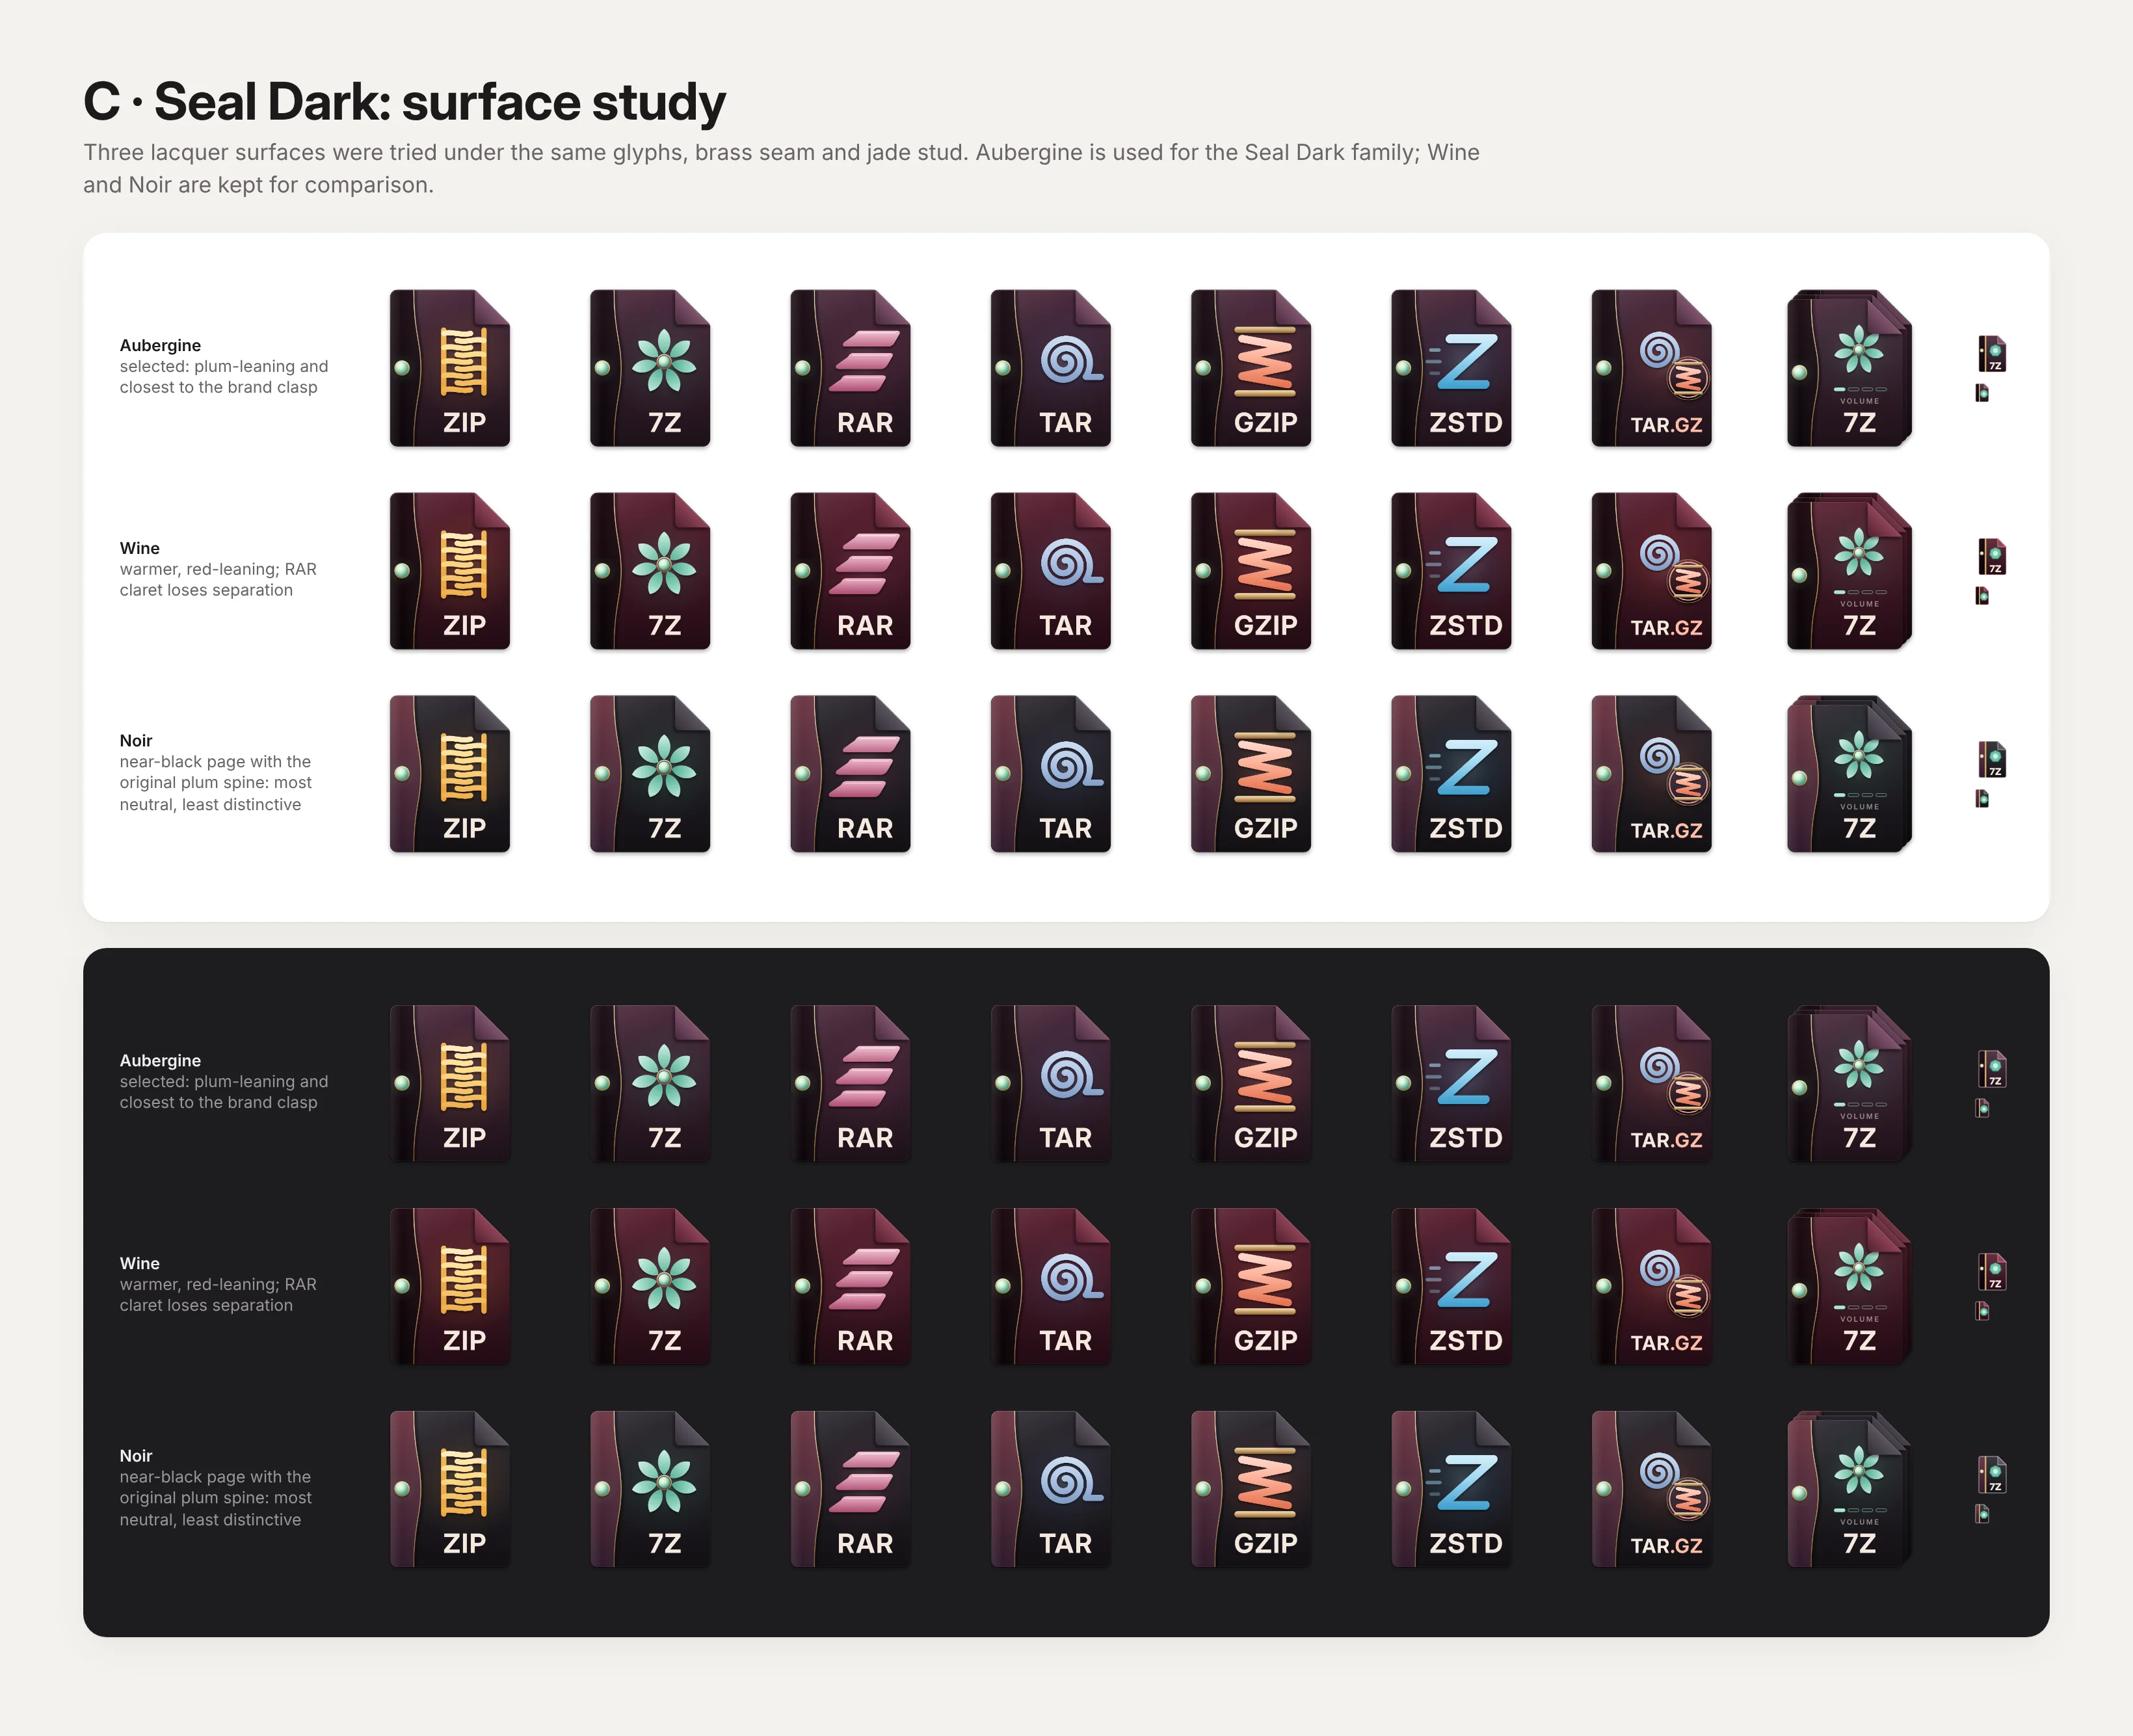 C · Seal Dark: surface study
Three lacquer surfaces were tried under the same glyphs, brass seam and jade stud. Aubergine is used for the Seal Dark family; Wine
and Noir are kept for comparison.
Aubergine
selected: plum-leaning and
closest to the brand clasp
ZIP
7Z
RAR
TAR
GZIP
ZSTD
TAR.GZ
VOLUME
7Z
7Z
Wine
warmer, red-leaning; RAR
claret loses separation
ZIP
7Z
RAR
TAR
GZIP
ZSTD
TAR.GZ
VOLUME
7Z
7Z
Noir
near-black page with the
original plum spine: most
neutral, least distinctive
ZIP
7Z
RAR
TAR
GZIP
ZSTD
TAR.GZ
VOLUME
7Z
7Z
Aubergine
selected: plum-leaning and
closest to the brand clasp
ZIP
7Z
RAR
TAR
GZIP
ZSTD
TAR.GZ
VOLUME
7Z
7Z
Wine
warmer, red-leaning; RAR
claret loses separation
ZIP
7Z
RAR
TAR
GZIP
ZSTD
TAR.GZ
VOLUME
7Z
7Z
Noir
near-black page with the
original plum spine: most
neutral, least distinctive
ZIP
7Z
RAR
TAR
GZIP
ZSTD
TAR.GZ
VOLUME
7Z
7Z